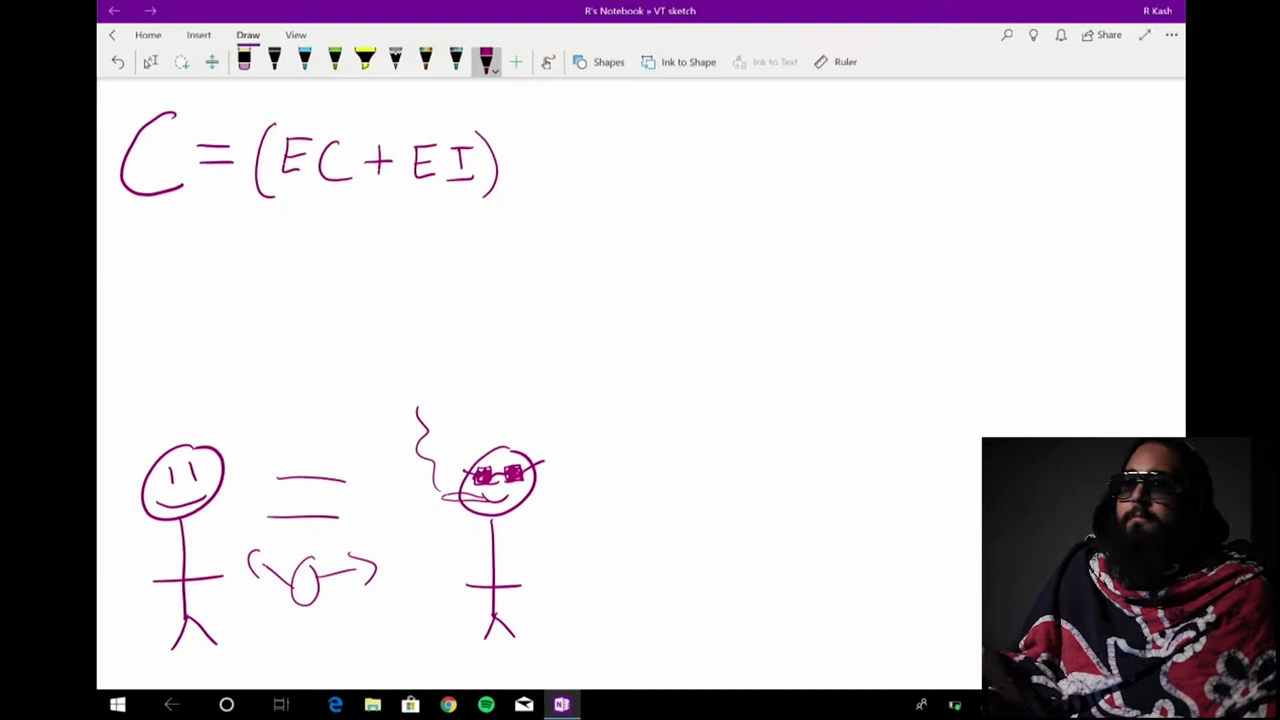 R's Notebook » VT sketch
R Kash
Home Insert Draw View
Share
Shapes Ink to Shape Ink to Text Ruler
C = (EC + EI)